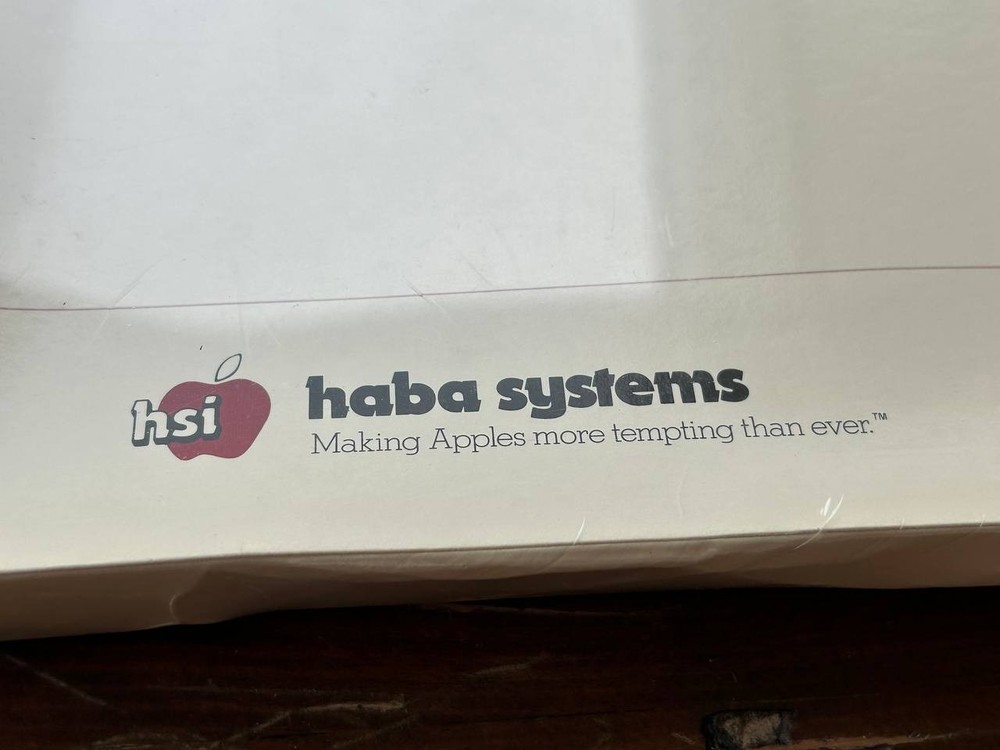 hsi
haba systems
Making Apples more tempting than ever.™